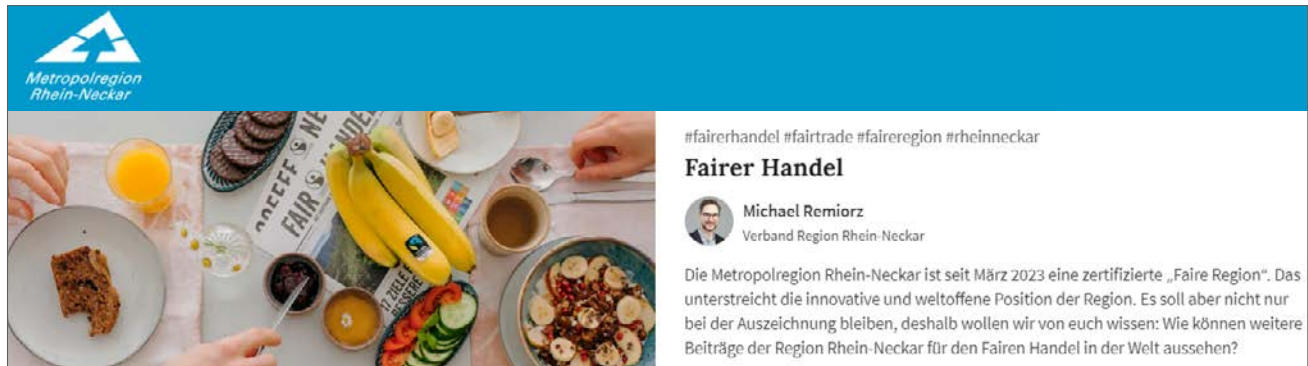 Metropolregion
Rhein-Neckar
#fairerhandel #fairtrade #faireregion #rheinneckar
Fairer Handel
Michael Remiorz
Verband Region Rhein-Neckar
Die Metropolregion Rhein-Neckar ist seit März 2023 eine zertifizierte „Faire Region“. Das
unterstreicht die innovative und weltoffene Position der Region. Es soll aber nicht nur
bei der Auszeichnung bleiben, deshalb wollen wir von euch wissen: Wie können weitere
Beiträge der Region Rhein-Neckar für den Fairen Handel in der Welt aussehen?
FAIR
17 ZIELE